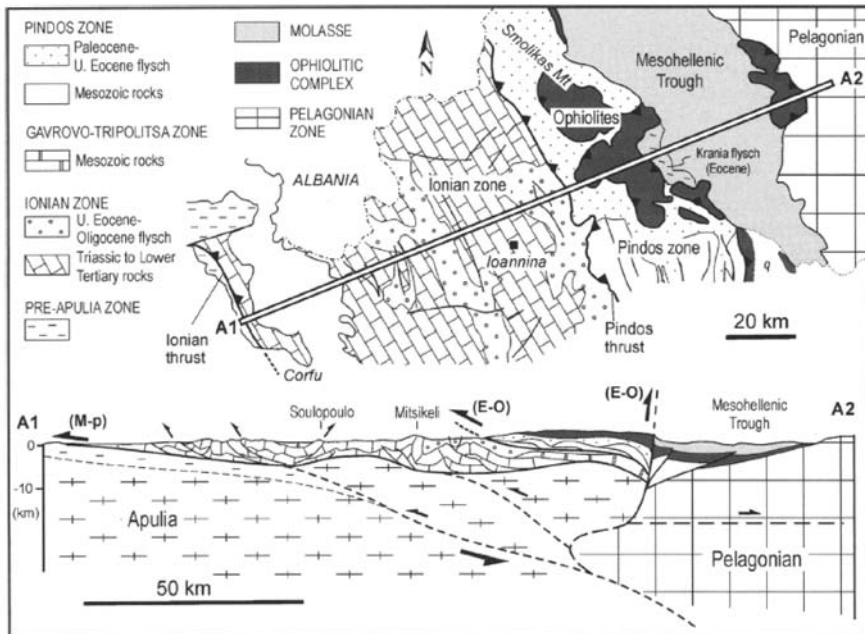 PINDOS ZONE
Paleocene-
U. Eocene flysch
Mesozoic rocks
GAVROVO-TRIPOLITSA ZONE
Mesozoic rocks
IONIAN ZONE
U. Eocene-
Oligocene flysch
Triassic to Lower
Tertiary rocks
PRE-APULIA ZONE
MOLASSE
OPHIOLITIC
COMPLEX
PELAGONIAN
ZONE
N
Smolikas Mt
Mesohellenic
Trough
Pelagonian
A2
Ophiolites
Krania flysch
(Eocene)
ALBANIA
Ionian zone
Ioannina
Pindos zone
q
A1
Ionian
thrust
Corfu
Pindos
thrust
20 km
A1
(M-p)
Soulopoulo
Mitsikeli
(E-O)
(E-O)
Mesohellenic
Trough
A2
0
-10
(km)
Apulia
Pelagonian
50 km